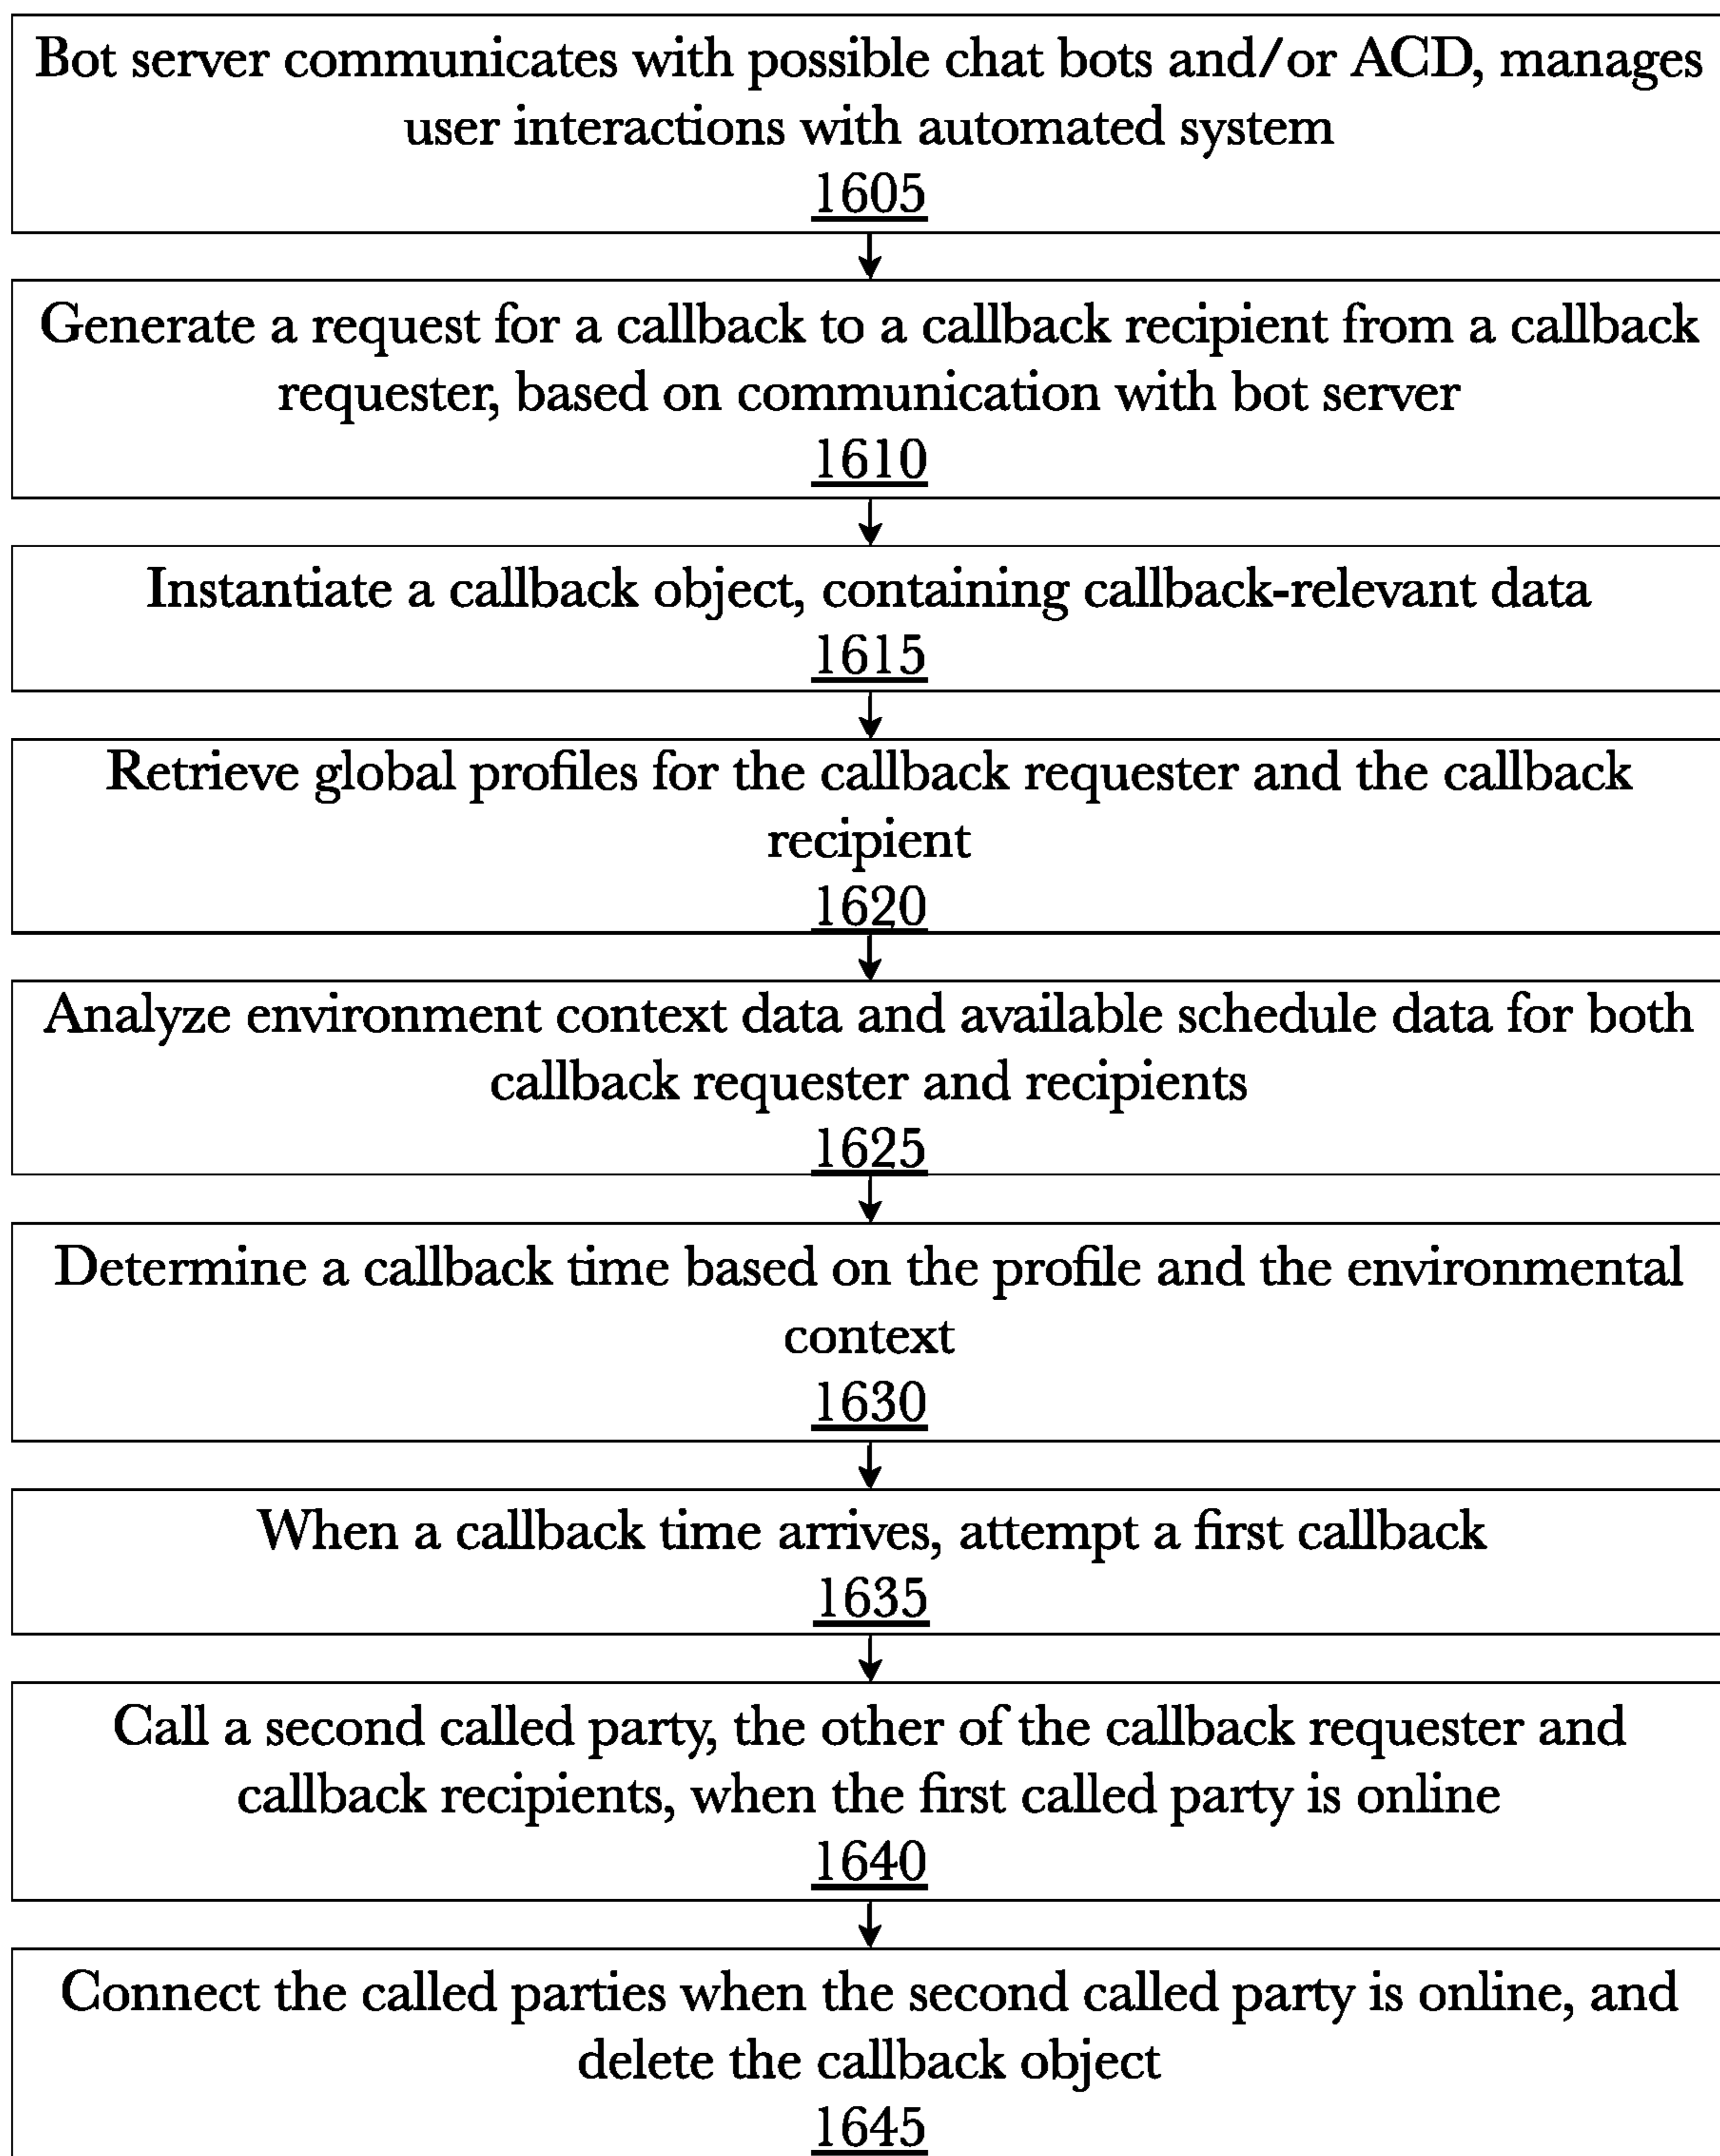 Bot server communicates with possible chat bots and/or ACD, manages
user interactions with automated system
1605
Generate a request for a callback to a callback recipient from a callback
requester, based on communication with bot server
1610
Instantiate a callback object, containing callback-relevant data
1615
Retrieve global profiles for the callback requester and the callback
recipient
1620
Analyze environment context data and available schedule data for both
callback requester and recipients
1625
Determine a callback time based on the profile and the environmental
context
1630
When a callback time arrives, attempt a first callback
1635
Call a second called party, the other of the callback requester and
callback recipients, when the first called party is online
1640
Connect the called parties when the second called party is online, and
delete the callback object
1645